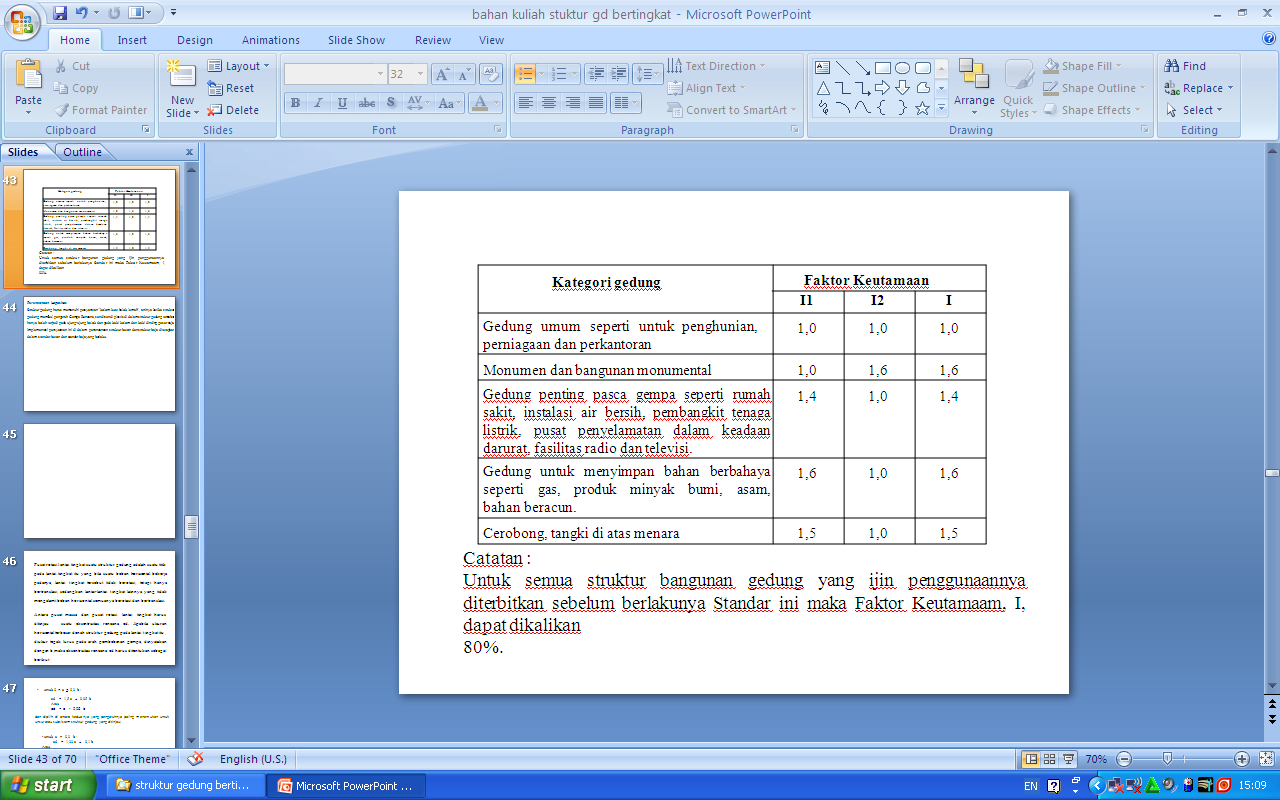 bahan kuliah stuktur gd bertingkat - Microsoft PowerPoint
Home Insert Design Animations Slide Show Review View
Paste
Cut
Copy
Format Painter
Clipboard
New Slide
Layout
Reset
Delete
Slides
32
B I U abc S AV Aa A
Font
Text Direction
Align Text
Convert to SmartArt
Paragraph
Arrange
Quick Styles
Shape Fill
Shape Outline
Shape Effects
Drawing
Find
Replace
Select
Editing
Slides Outline x
43
44
45
46
47
Kategori gedung Faktor Keutamaan
I1 I2 I
Gedung umum seperti untuk penghunian, 1,0 1,0 1,0
perniagaan dan perkantoran
Monumen dan bangunan monumental 1,0 1,6 1,6
Gedung penting pasca gempa seperti rumah 1,4 1,0 1,4
sakit, instalasi air bersih, pembangkit tenaga
listrik, pusat penyelamatan dalam keadaan
darurat, fasilitas radio dan televisi.
Gedung untuk menyimpan bahan berbahaya 1,6 1,0 1,6
seperti gas, produk minyak bumi, asam,
bahan beracun.
Cerobong, tangki di atas menara 1,5 1,0 1,5
Catatan :
Untuk semua struktur bangunan gedung yang ijin penggunaannya
diterbitkan sebelum berlakunya Standar ini maka Faktor Keutamaam, I,
dapat dikalikan
80%.
Slide 43 of 70 "Office Theme" English (U.S.) 70%
start struktur gedung berti... Microsoft PowerPoint ... EN 15:09